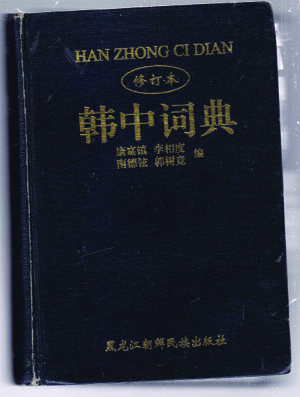 HAN ZHONG CI DIAN
修订本
韩中词典
康寔镇 李相度
南德铉 郭树竞 编
黑龙江朝鲜民族出版社